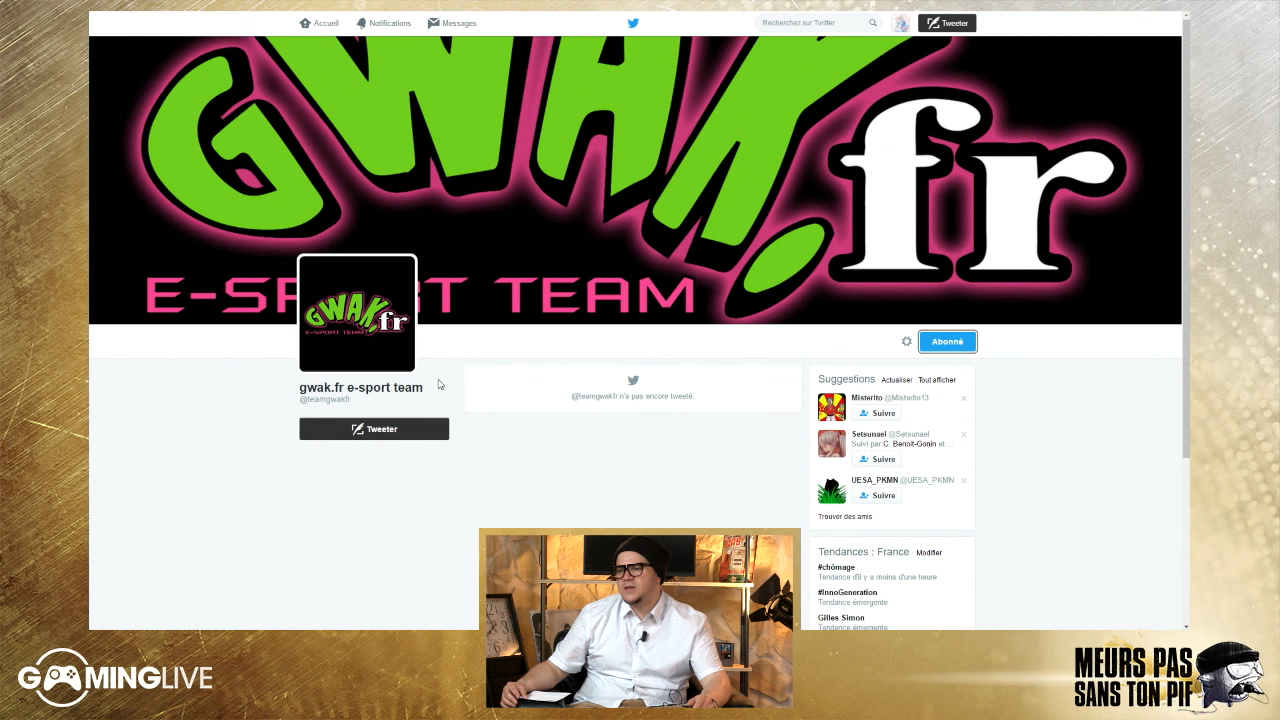 Accueil
Notifications
Messages
Recherchez sur Twitter
Tweeter
GWAK.fr
E-SPORT TEAM
GWAK.fr
E-SPORT TEAM
Abonné
gwak.fr e-sport team
@teamgwakfr
Tweeter
@teamgwakfr n'a pas encore tweeté.
Suggestions Actualiser Tout afficher
Misterito @Misterito13
Suivre
Setsunael @Setsunael
Suivi par C. Benoit-Gonin et ...
Suivre
UESA_PKMN @UESA_PKMN
Suivre
Trouver des amis
Tendances : France · Modifier
#chômage
Tendance d'il y a moins d'une heure
#InnoGeneration
Tendance émergente
Gilles Simon
Tendance émergente
GAMINGLIVE
MEURS PAS
SANS TON PIF